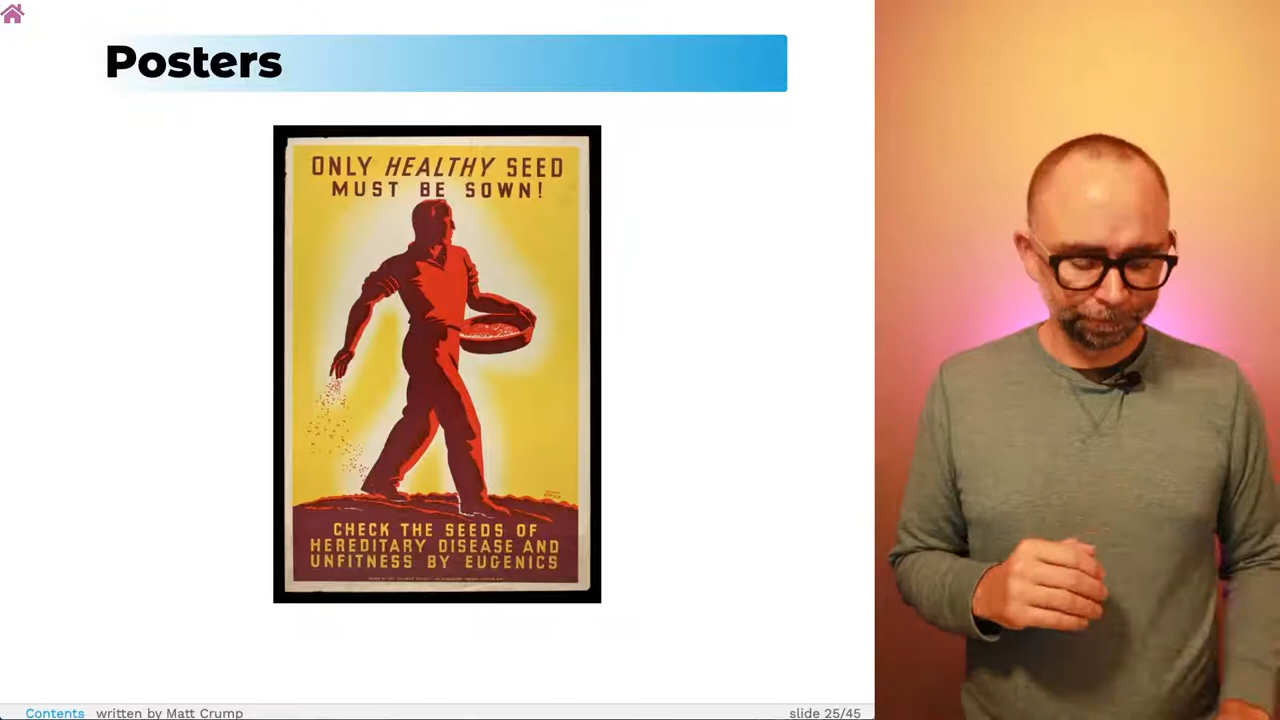 Posters
ONLY HEALTHY SEED
MUST BE SOWN!
CHECK THE SEEDS OF
HEREDITARY DISEASE AND
UNFITNESS BY EUGENICS
Contents written by Matt Crump
slide 25/45